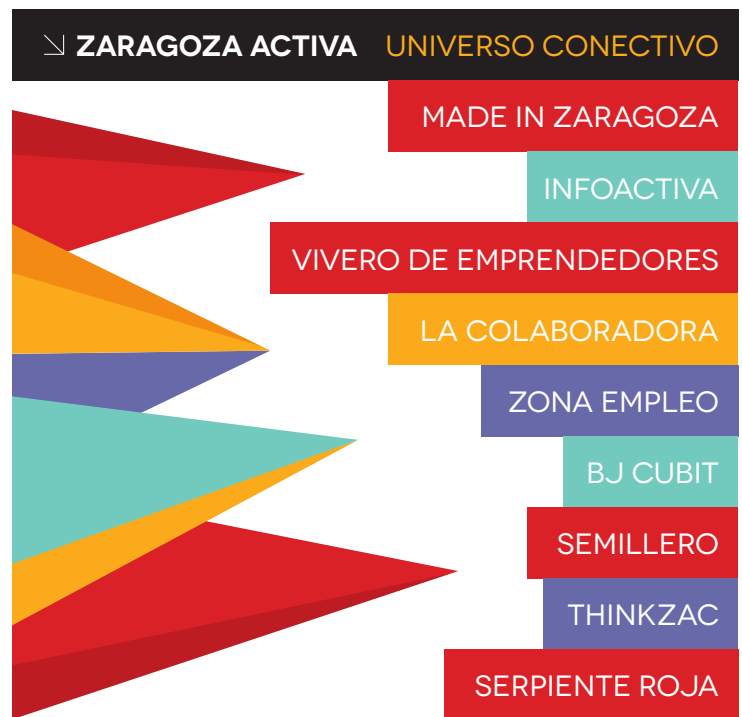 ZARAGOZA ACTIVA UNIVERSO CONECTIVO
MADE IN ZARAGOZA
INFOACTIVA
VIVERO DE EMPRENDEDORES
LA COLABORADORA
ZONA EMPLEO
BJ CUBIT
SEMILLERO
THINKZAC
SERPIENTE ROJA